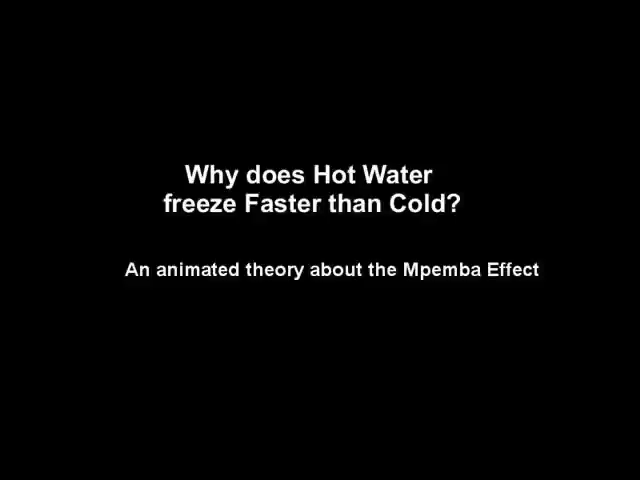 Why does Hot Water
freeze Faster than Cold?
An animated theory about the Mpemba Effect